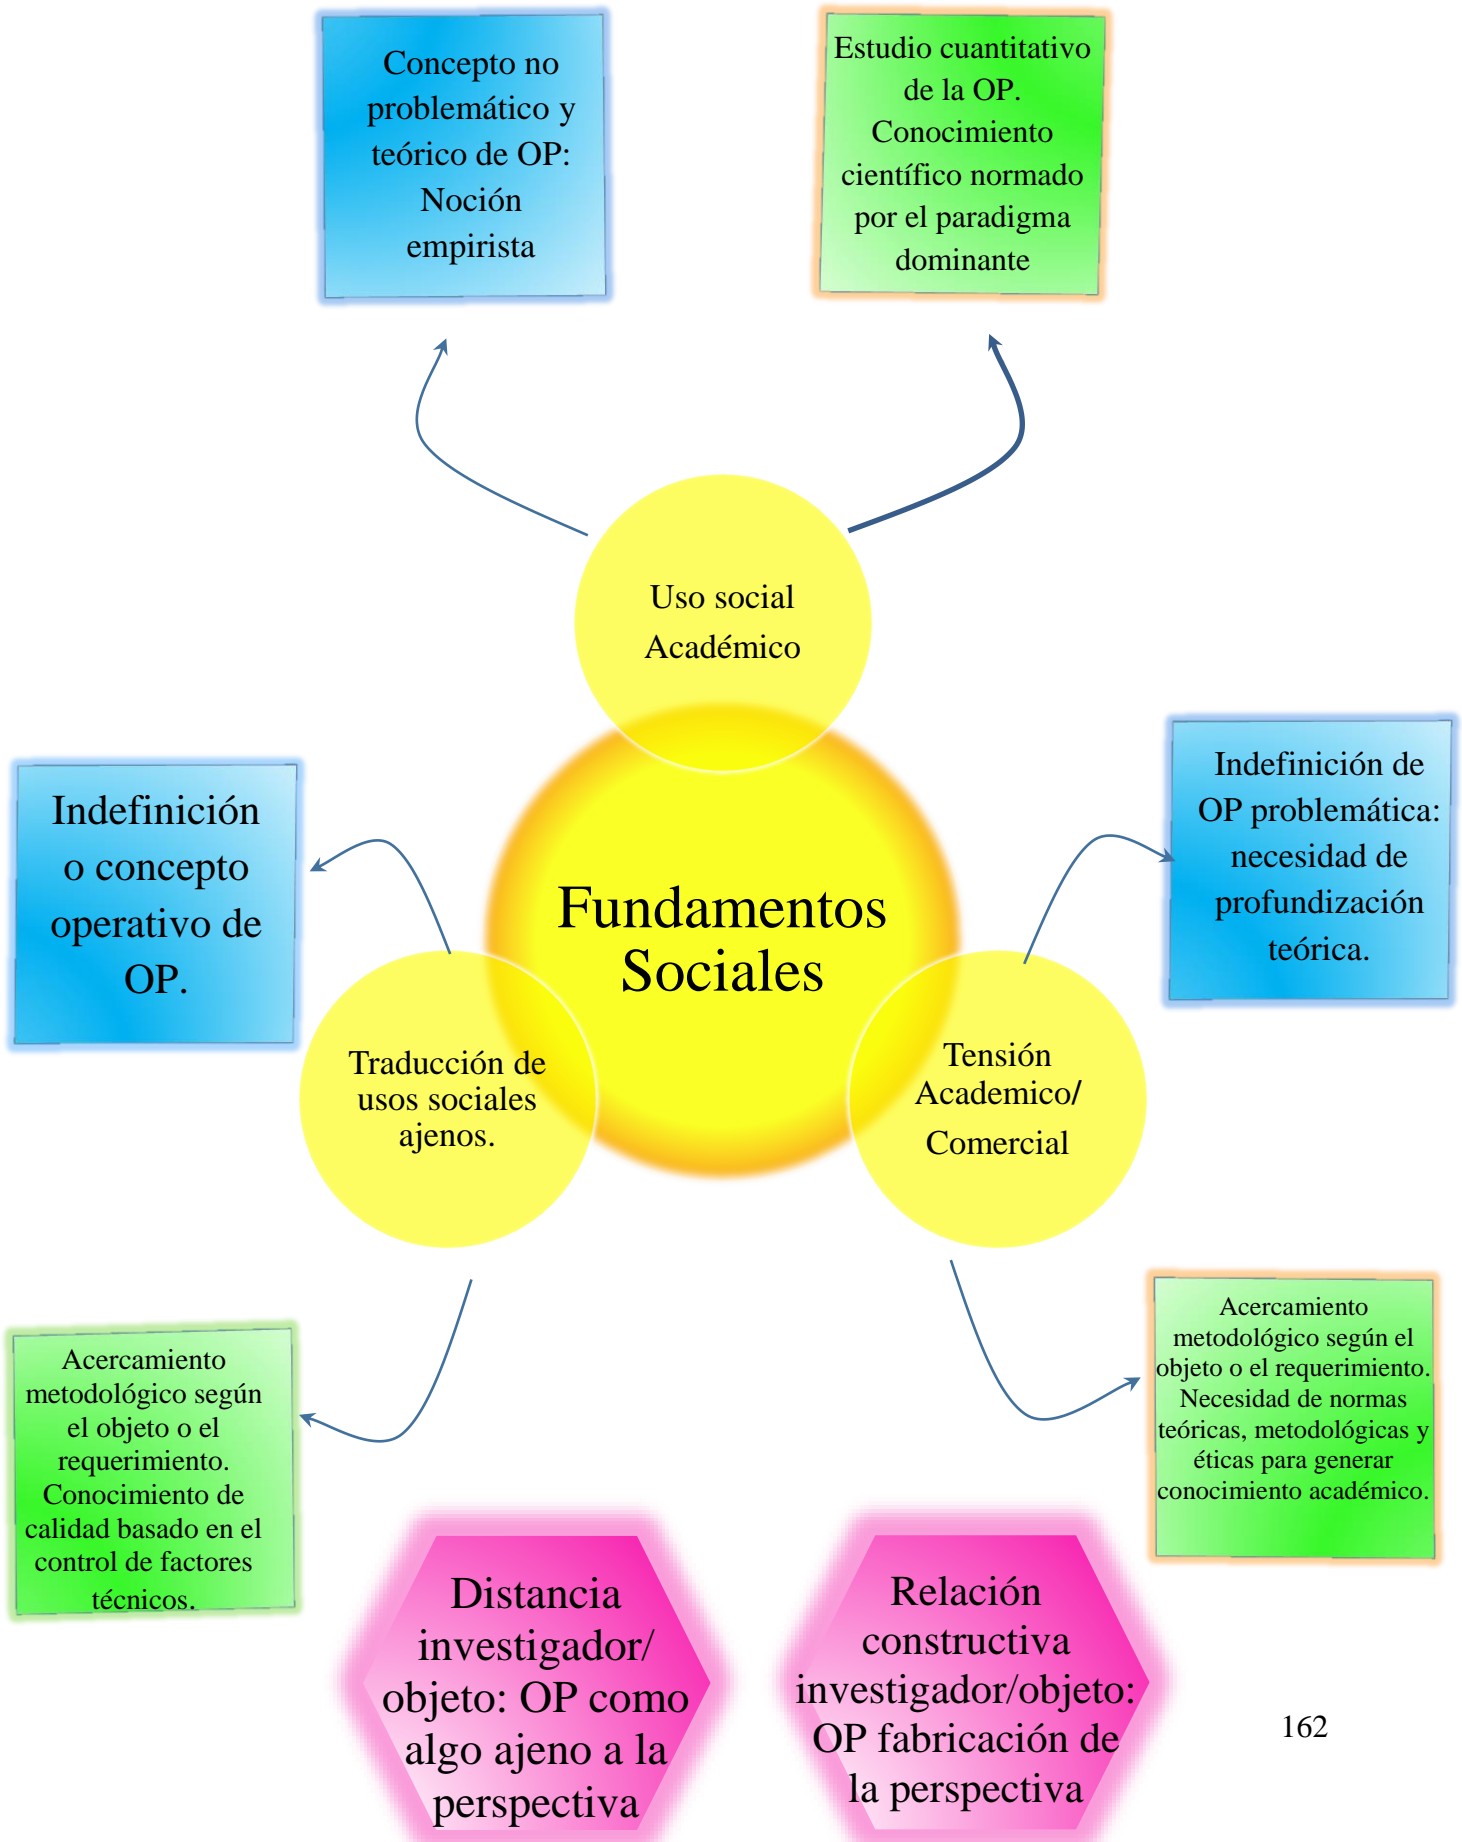 Concepto no
problemático y
teórico de OP:
Noción
empirista
Estudio cuantitativo
de la OP.
Conocimiento
científico normado
por el paradigma
dominante
Uso social
Académico
Indefinición
o concepto
operativo de
OP.
Fundamentos
Sociales
Indefinición de
OP problemática:
necesidad de
profundización
teórica.
Traducción de
usos sociales
ajenos.
Tensión
Academico/
Comercial
Acercamiento
metodológico según
el objeto o el
requerimiento.
Conocimiento de
calidad basado en el
control de factores
técnicos.
Acercamiento
metodológico según el
objeto o el requerimiento.
Necesidad de normas
teóricas, metodológicas y
éticas para generar
conocimiento académico.
Distancia
investigador/
objeto: OP como
algo ajeno a la
perspectiva
Relación
constructiva
investigador/objeto:
OP fabricación de
la perspectiva
162